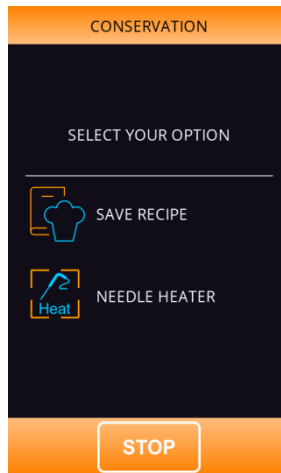 CONSERVATION
SELECT YOUR OPTION
SAVE RECIPE
Heat
NEEDLE HEATER
STOP